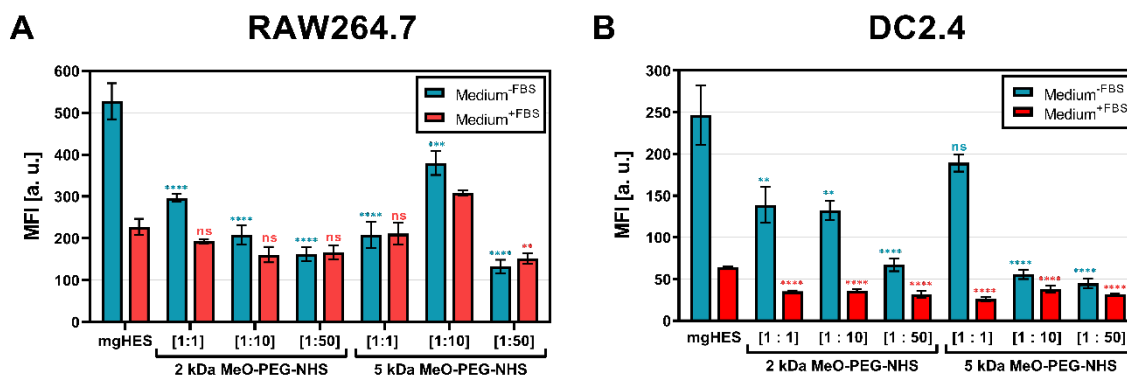 A
RAW264.7
MFI [a. u.]
600
500
400
300
200
100
0
Medium-FBS
Medium+FBS
****
ns
****
ns
****
ns
****
ns
***
****
**
mgHES
[1:1]
[1:10]
[1:50]
[1:1]
[1:10]
[1:50]
2 kDa MeO-PEG-NHS
5 kDa MeO-PEG-NHS
B
DC2.4
MFI [a. u.]
300
250
200
150
100
50
0
Medium-FBS
Medium+FBS
**
****
**
****
****
****
ns
****
****
****
****
****
mgHES
[1 : 1]
[1 : 10]
[1 : 50]
[1 : 1]
[1 : 10]
[1 : 50]
2 kDa MeO-PEG-NHS
5 kDa MeO-PEG-NHS